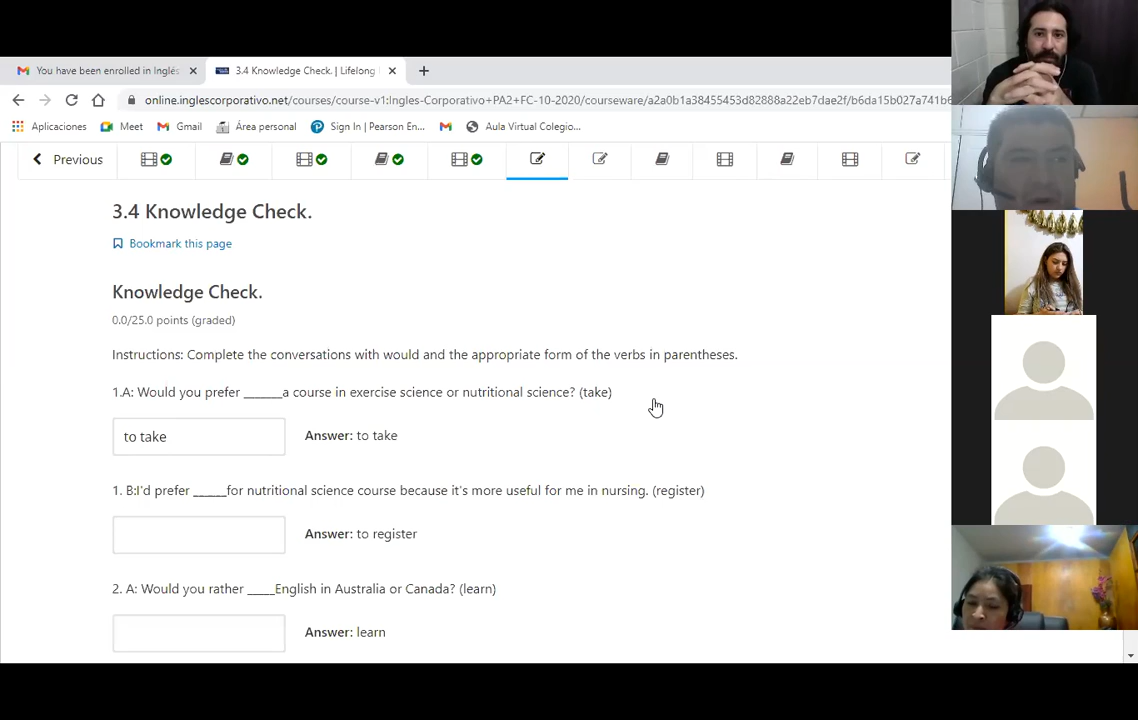 You have been enrolled in Inglés
3.4 Knowledge Check. | Lifelong
online.inglescorporativo.net/courses/course-v1:Ingles-Corporativo+PA2+FC-10-2020/courseware/a2a0b1a38455453d82888a22eb7dae2f/b6da15b027a741b6
Aplicaciones Meet Gmail Área personal Sign In | Pearson En... Aula Virtual Colegio...
Previous
3.4 Knowledge Check.
Bookmark this page
Knowledge Check.
0.0/25.0 points (graded)
Instructions: Complete the conversations with would and the appropriate form of the verbs in parentheses.
1.A: Would you prefer _______a course in exercise science or nutritional science? (take)
to take Answer: to take
1. B:I'd prefer ______for nutritional science course because it's more useful for me in nursing. (register)
Answer: to register
2. A: Would you rather ____English in Australia or Canada? (learn)
Answer: learn